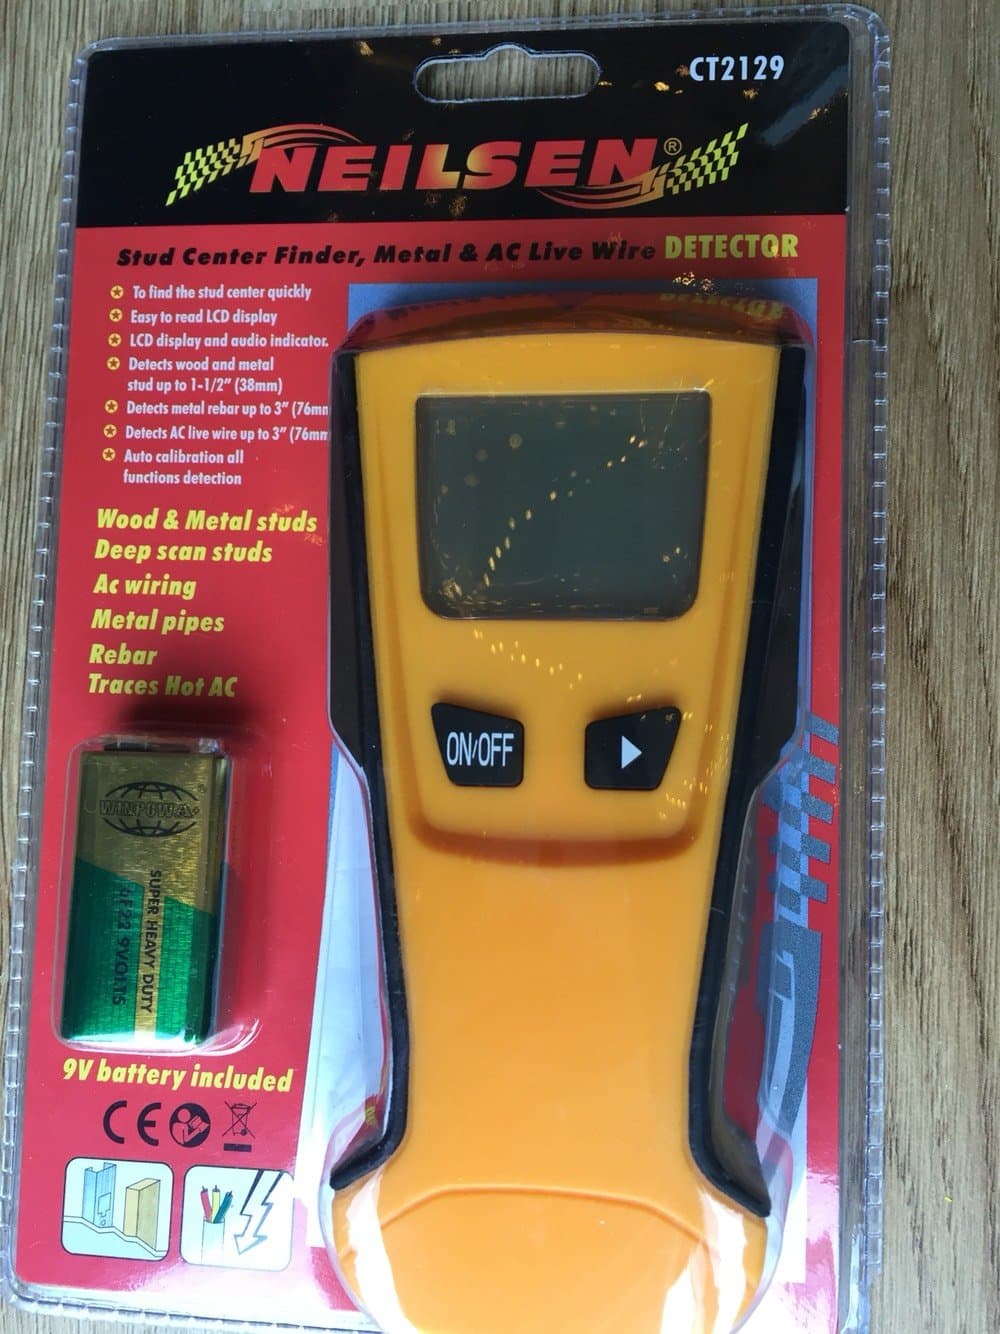 CT2129
NEILSEN®
Stud Center Finder, Metal & AC Live Wire DETECTOR
To find the stud center quickly
Easy to read LCD display
LCD display and audio indicator.
Detects wood and metal
stud up to 1-1/2" (38mm)
Detects metal rebar up to 3" (76mm
Detects AC live wire up to 3" (76mm
Auto calibration all
functions detection
Wood & Metal studs
Deep scan studs
Ac wiring
Metal pipes
Rebar
Traces Hot AC
ON/OFF
WINPOWA
SUPER HEAVY DUTY
6F22 9VOLTS
9V battery included
CE